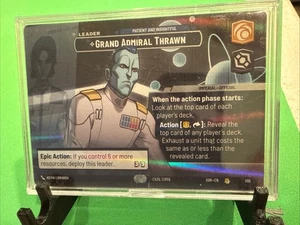 LEADER
PATIENT AND INSIGHTFUL
GRAND ADMIRAL THRAWN
IMPERIAL • OFFICIAL
When the action phase starts:
Look at the top card of each
player's deck.
Action [
]: Reveal the
top card of any player's deck.
Exhaust a unit that costs the
same as or less than the
revealed card.
Epic Action: If you control 6 or more
resources, deploy this leader.